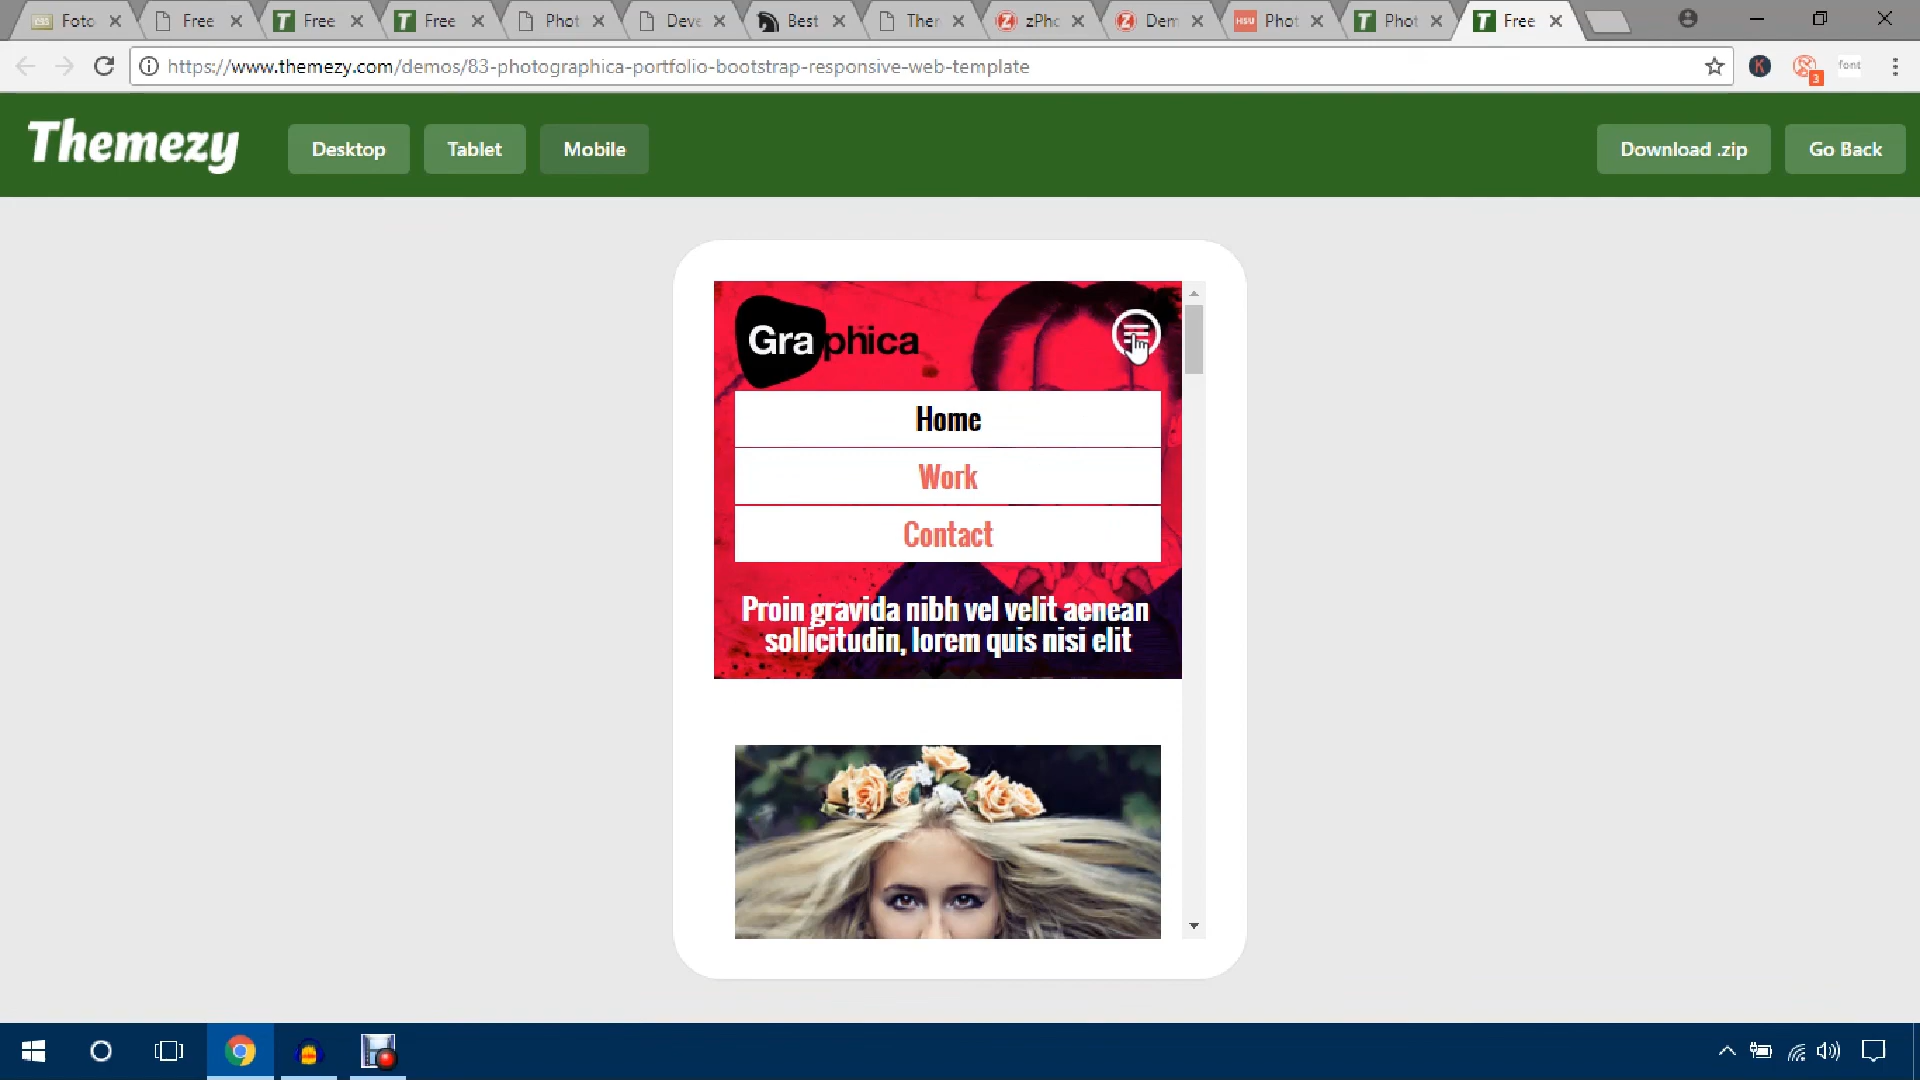 Foto
Free
Free
Free
Phot
Deve
Best
Ther
zPho
Dem
Phot
Phot
Free
https://www.themezy.com/demos/83-photographica-portfolio-bootstrap-responsive-web-template
K
3
font
Themezy
Desktop
Tablet
Mobile
Download .zip
Go Back
Graphica
Home
Work
Contact
Proin gravida nibh vel velit aenean
sollicitudin, lorem quis nisi elit